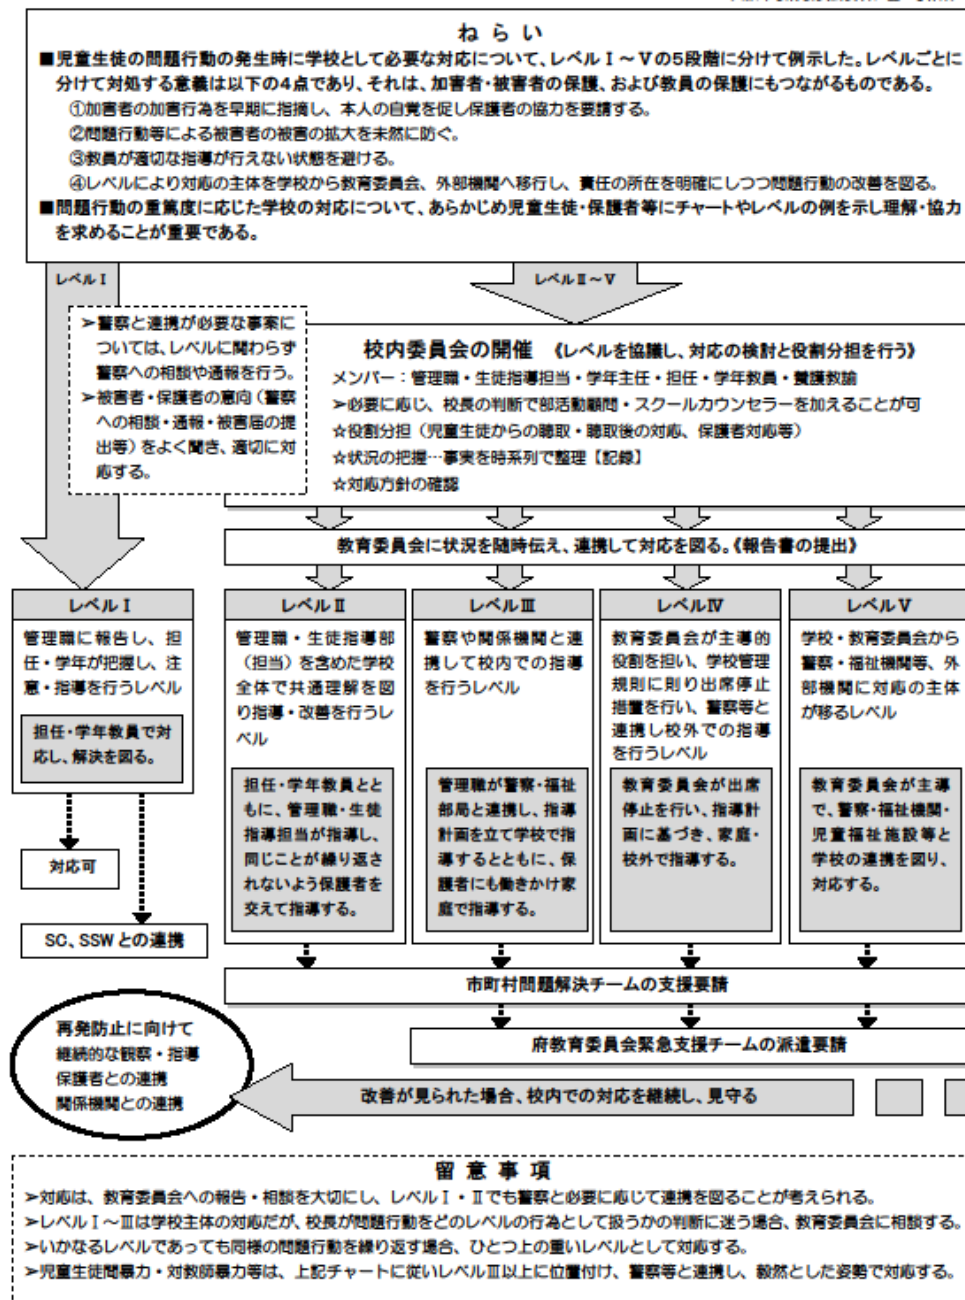 ねらい
■児童生徒の問題行動の発生時に学校として必要な対応について、レベルⅠ～Ⅴの5段階に分けて例示した。レベルごとに
分けて対処する意義は以下の4点であり、それは、加害者・被害者の保護、および教員の保護にもつながるものである。
①加害者の加害行為を早期に指摘し、本人の自覚を促し保護者の協力を要請する。
②問題行動等による被害者の被害の拡大を未然に防ぐ。
③教員が適切な指導が行えない状態を避ける。
④レベルにより対応の主体を学校から教育委員会、外部機関へ移行し、責任の所在を明確にしつつ問題行動の改善を図る。
■問題行動の重篤度に応じた学校の対応について、あらかじめ児童生徒・保護者等にチャートやレベルの例を示し理解・協力
を求めることが重要である。
レベルⅠ
レベルⅡ～Ⅴ
➢警察と連携が必要な事案に
ついては、レベルに関わらず
警察への相談や通報を行う。
➢被害者・保護者の意向（警察
への相談・通報・被害届の提
出等）をよく聞き、適切に対
応する。
校内委員会の開催 《レベルを協議し、対応の検討と役割分担を行う》
メンバー：管理職・生徒指導担当・学年主任・担任・学年教員・養護教諭
➢必要に応じ、校長の判断で部活動顧問・スクールカウンセラーを加えることが可
☆役割分担（児童生徒からの聴取・聴取後の対応、保護者対応等）
☆状況の把握…事実を時系列で整理【記録】
☆対応方針の確認
教育委員会に状況を随時伝え、連携して対応を図る。《報告書の提出》
レベルⅠ
管理職に報告し、担
任・学年が把握し、注
意・指導を行うレベル
担任・学年教員で対
応し、解決を図る。
対応可
SC、SSWとの連携
レベルⅡ
管理職・生徒指導部
（担当）を含めた学校
全体で共通理解を図
り指導・改善を行うレ
ベル
担任・学年教員とと
もに、管理職・生徒
指導担当が指導し、
同じことが繰り返さ
れないよう保護者を
交えて指導する。
レベルⅢ
警察や関係機関と連
携して校内での指導
を行うレベル
管理職が警察・福祉
部局と連携し、指導
計画を立て学校で指
導するとともに、保
護者にも働きかけ家
庭で指導する。
レベルⅣ
教育委員会が主導的
役割を担い、学校管理
規則に則り出席停止
措置を行い、警察等と
連携し校外での指導
を行うレベル
教育委員会が出席
停止を行い、指導計
画に基づき、家庭・
校外で指導する。
レベルⅤ
学校・教育委員会から
警察・福祉機関等、外
部機関に対応の主体
が移るレベル
教育委員会が主導
で、警察・福祉機関・
児童福祉施設等と
学校の連携を図り、
対応する。
市町村問題解決チームの支援要請
府教育委員会緊急支援チームの派遣要請
改善が見られた場合、校内での対応を継続し、見守る
再発防止に向けて
継続的な観察・指導
保護者との連携
関係機関との連携
留意事項
➢対応は、教育委員会への報告・相談を大切にし、レベルⅠ・Ⅱでも警察と必要に応じて連携を図ることが考えられる。
➢レベルⅠ～Ⅲは学校主体の対応だが、校長が問題行動をどのレベルの行為として扱うかの判断に迷う場合、教育委員会に相談する。
➢いかなるレベルであっても同様の問題行動を繰り返す場合、ひとつ上の重いレベルとして対応する。
➢児童生徒間暴力・対教師暴力等は、上記チャートに従いレベルⅢ以上に位置付け、警察等と連携し、毅然とした姿勢で対応する。